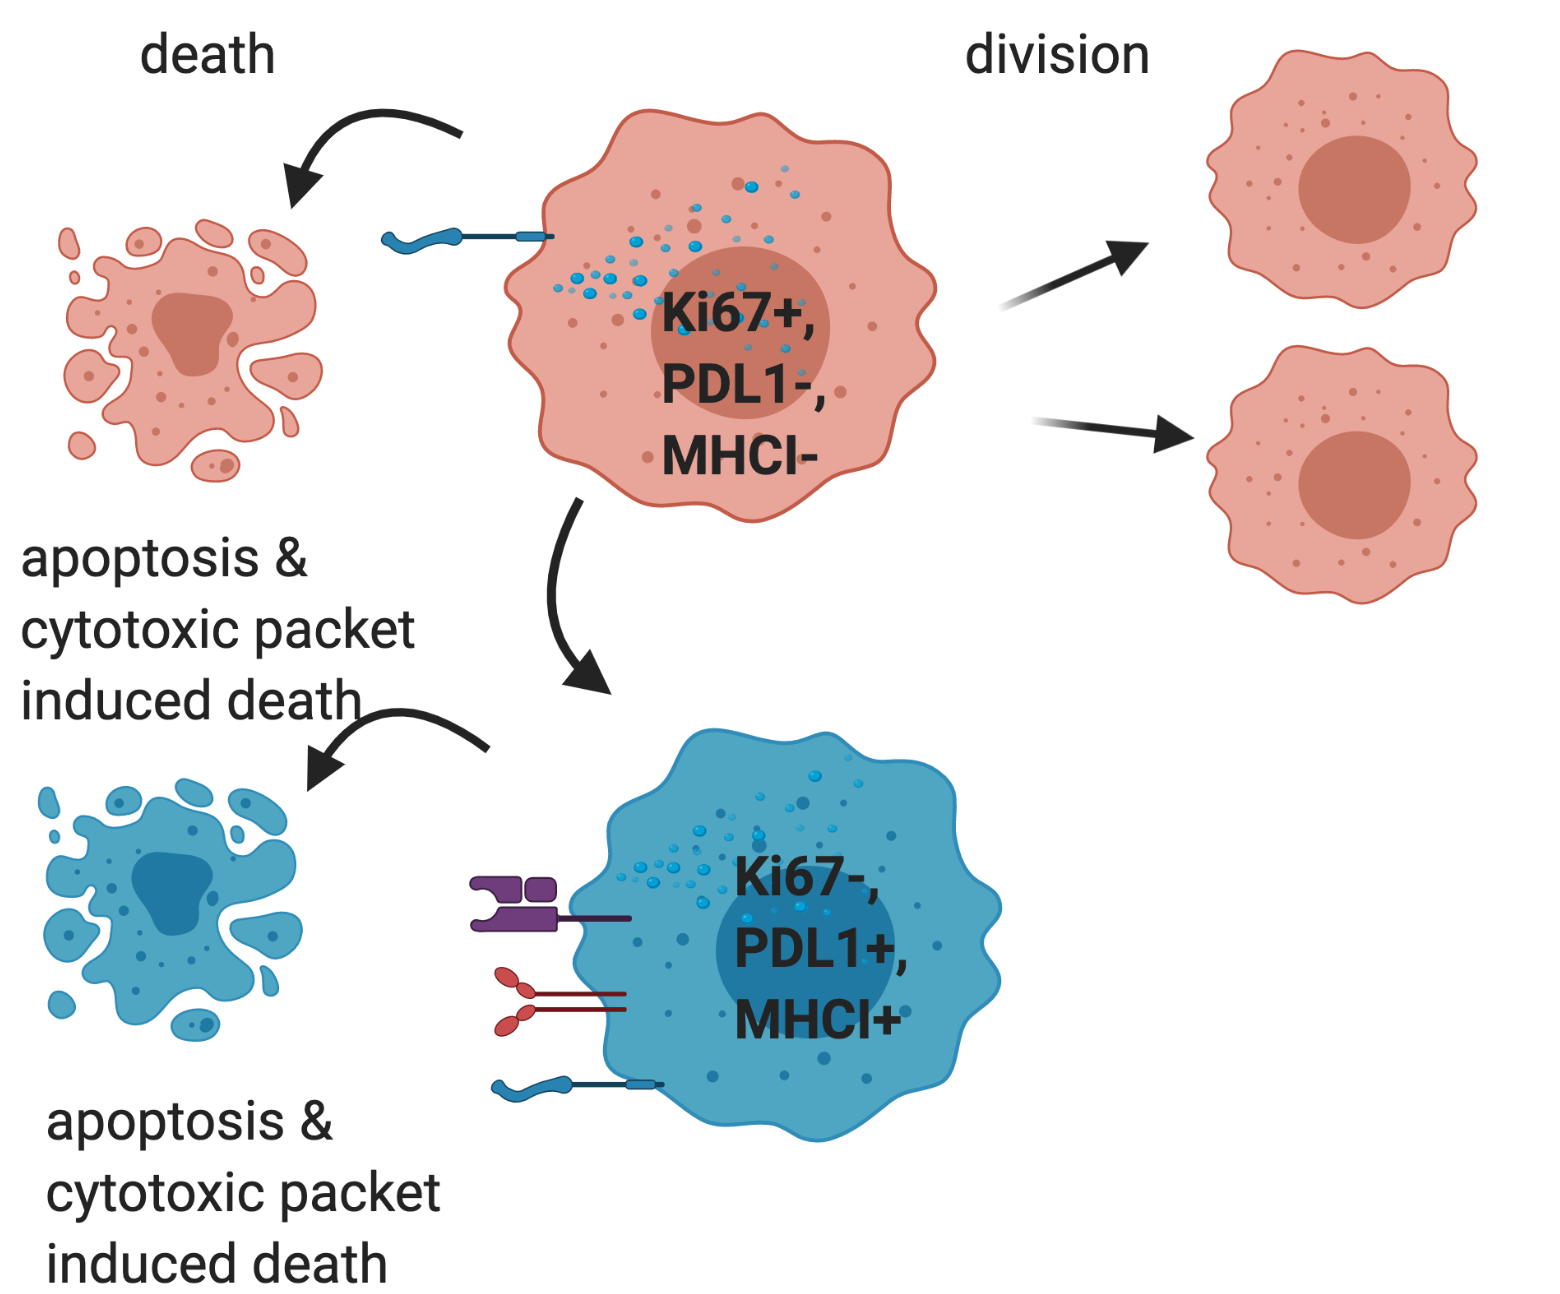 death
division
Ki67+,
PDL1-,
MHCI-
apoptosis &
cytotoxic packet
induced death
Ki67-,
PDL1+,
MHCI+
apoptosis &
cytotoxic packet
induced death